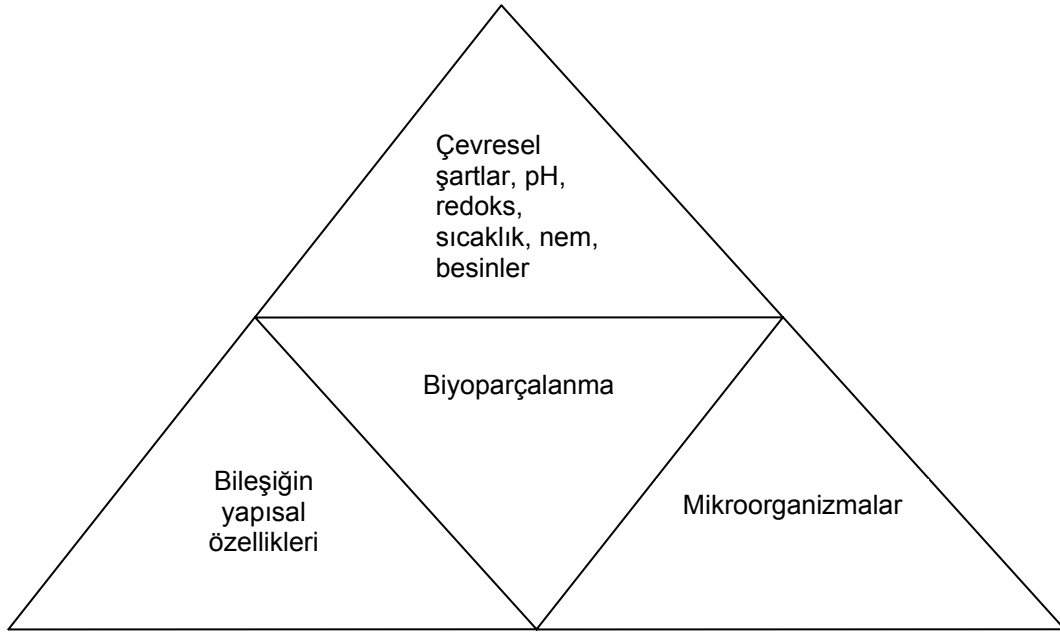 Çevresel
şartlar, pH,
redoks,
sıcaklık, nem,
besinler
Biyoparçalanma
Bileşiğin
yapısal
özellikleri
Mikroorganizmalar